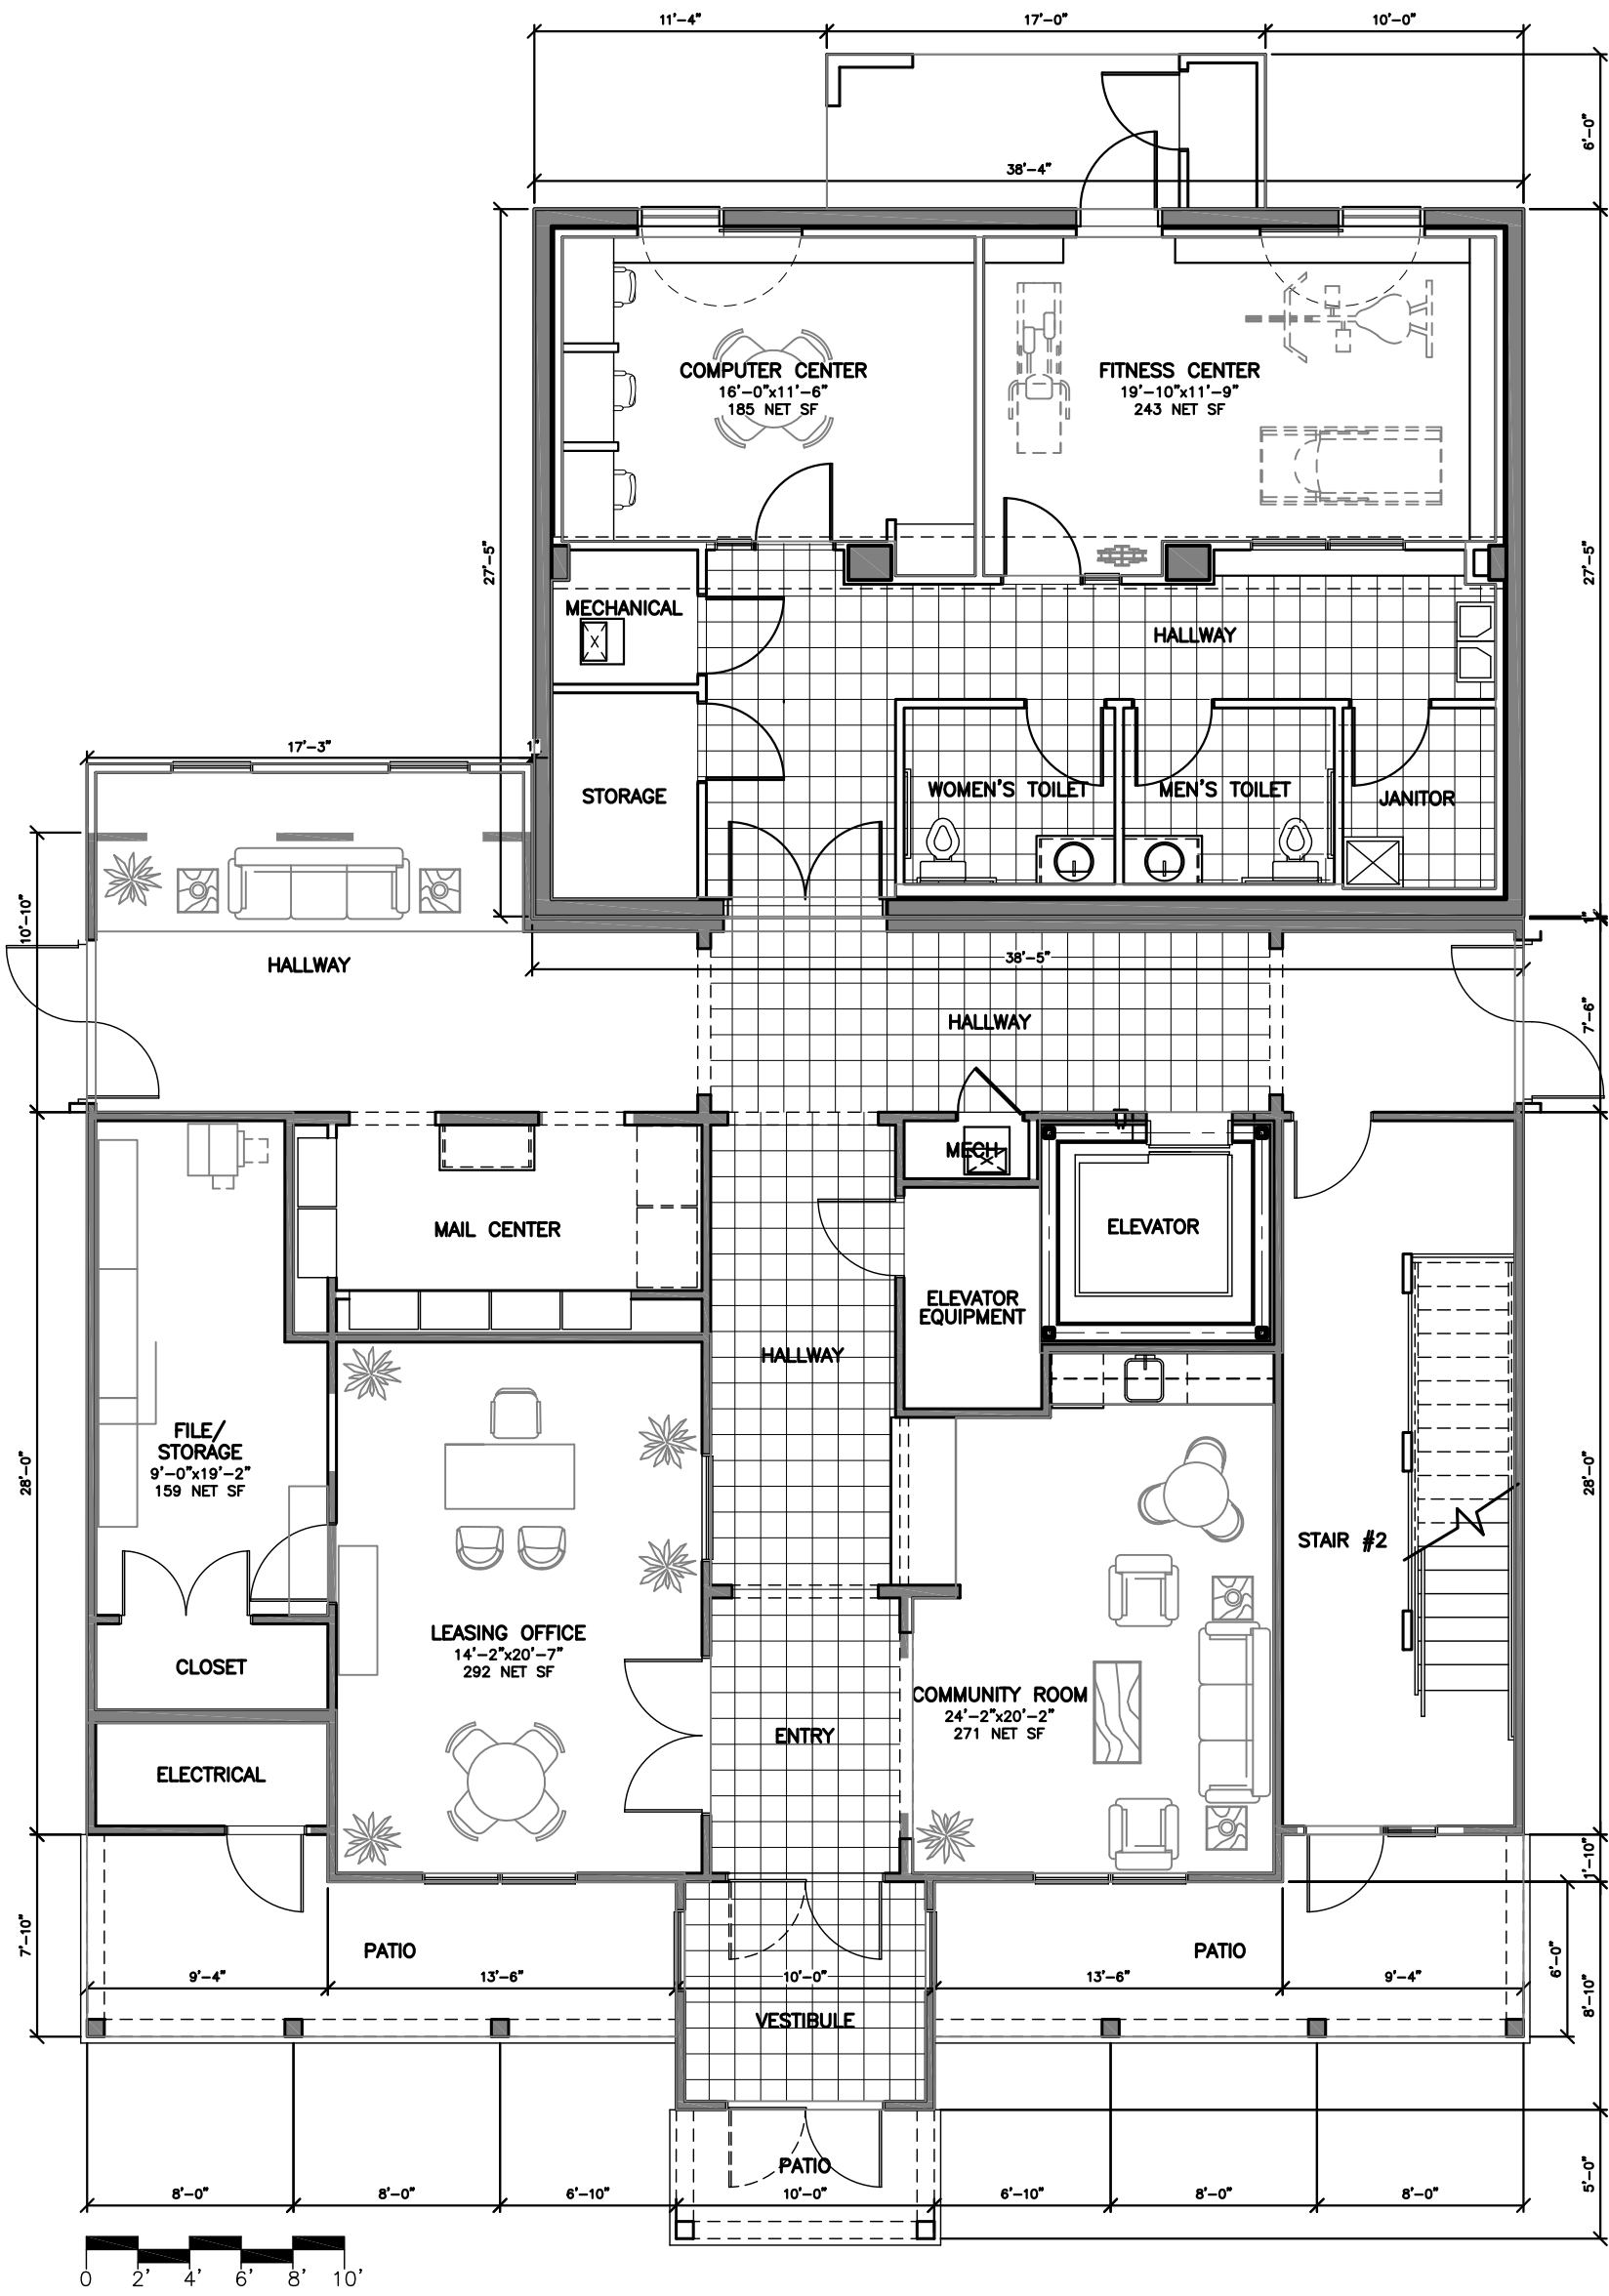 11'-4"
17'-0"
10'-0"
6'-0"
38'-4"
COMPUTER CENTER
16'-0"x11'-6"
185 NET SF
FITNESS CENTER
19'-10"x11'-9"
243 NET SF
27'-5"
27'-5"
MECHANICAL
HALLWAY
17'-3"
1"
STORAGE
WOMEN'S TOILET
MEN'S TOILET
JANITOR
10'-10"
1"
HALLWAY
38'-5"
HALLWAY
7'-6"
MECH
MAIL CENTER
ELEVATOR
ELEVATOR
EQUIPMENT
HALLWAY
FILE/
STORAGE
9'-0"x19'-2"
159 NET SF
28'-0"
28'-0"
STAIR #2
LEASING OFFICE
14'-2"x20'-7"
292 NET SF
CLOSET
COMMUNITY ROOM
24'-2"x20'-2"
271 NET SF
ENTRY
ELECTRICAL
1'-10"
7'-10"
PATIO
PATIO
6'-0"
9'-4"
13'-6"
10'-0"
13'-6"
9'-4"
8'-10"
VESTIBULE
PATIO
5'-0"
8'-0"
8'-0"
6'-10"
10'-0"
6'-10"
8'-0"
8'-0"
0 2' 4' 6' 8' 10'